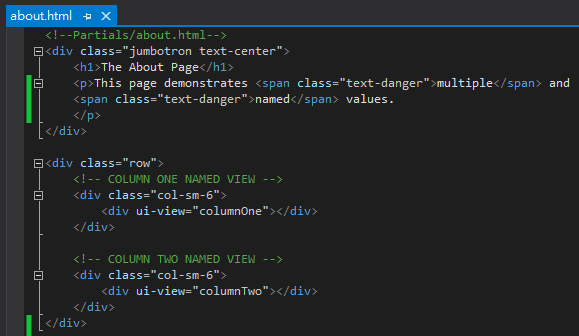 about.html
<!--Partials/about.html-->
<div class="jumbotron text-center">
    <h1>The About Page</h1>
    <p>This page demonstrates <span class="text-danger">multiple</span> and
    <span class="text-danger">named</span> values.
    </p>
</div>

<div class="row">
    <!-- COLUMN ONE NAMED VIEW -->
    <div class="col-sm-6">
        <div ui-view="columnOne"></div>
    </div>

    <!-- COLUMN TWO NAMED VIEW -->
    <div class="col-sm-6">
        <div ui-view="columnTwo"></div>
    </div>
</div>